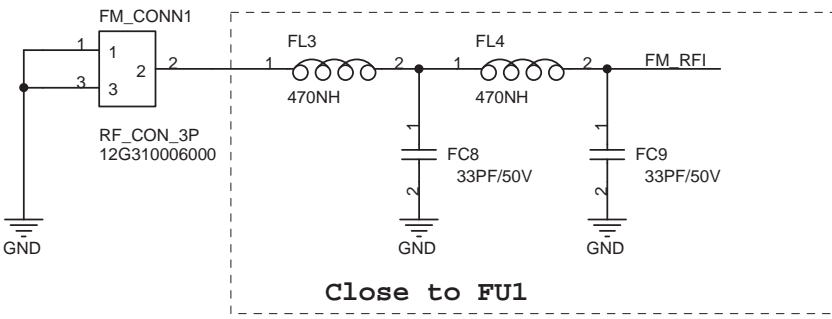 FM_CONN1
1
1
2
2
3
3
RF_CON_3P
12G310006000
GND
FL3
1
2
470NH
FL4
1
2
470NH
FM_RFI
1
FC8
33PF/50V
2
GND
1
FC9
33PF/50V
2
GND
Close to FU1